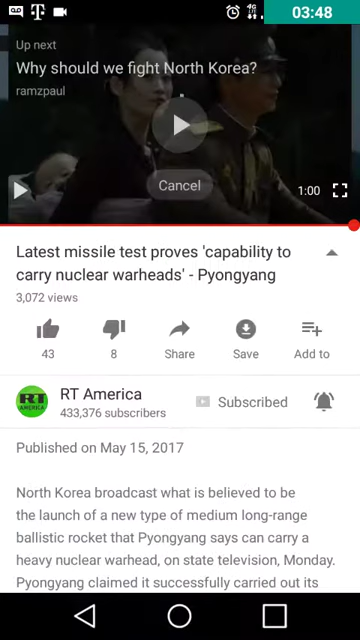 4G
LTE
03:48
Up next
Why should we fight North Korea?
ramzpaul
Cancel
1:00
Latest missile test proves 'capability to
carry nuclear warheads' - Pyongyang
3,072 views
43
8
Share
Save
Add to
RT
AMERICA
RT America
Subscribed
433,376 subscribers
Published on May 15, 2017
North Korea broadcast what is believed to be
the launch of a new type of medium long-range
ballistic rocket that Pyongyang says can carry a
heavy nuclear warhead, on state television, Monday.
Pyongyang claimed it successfully carried out its